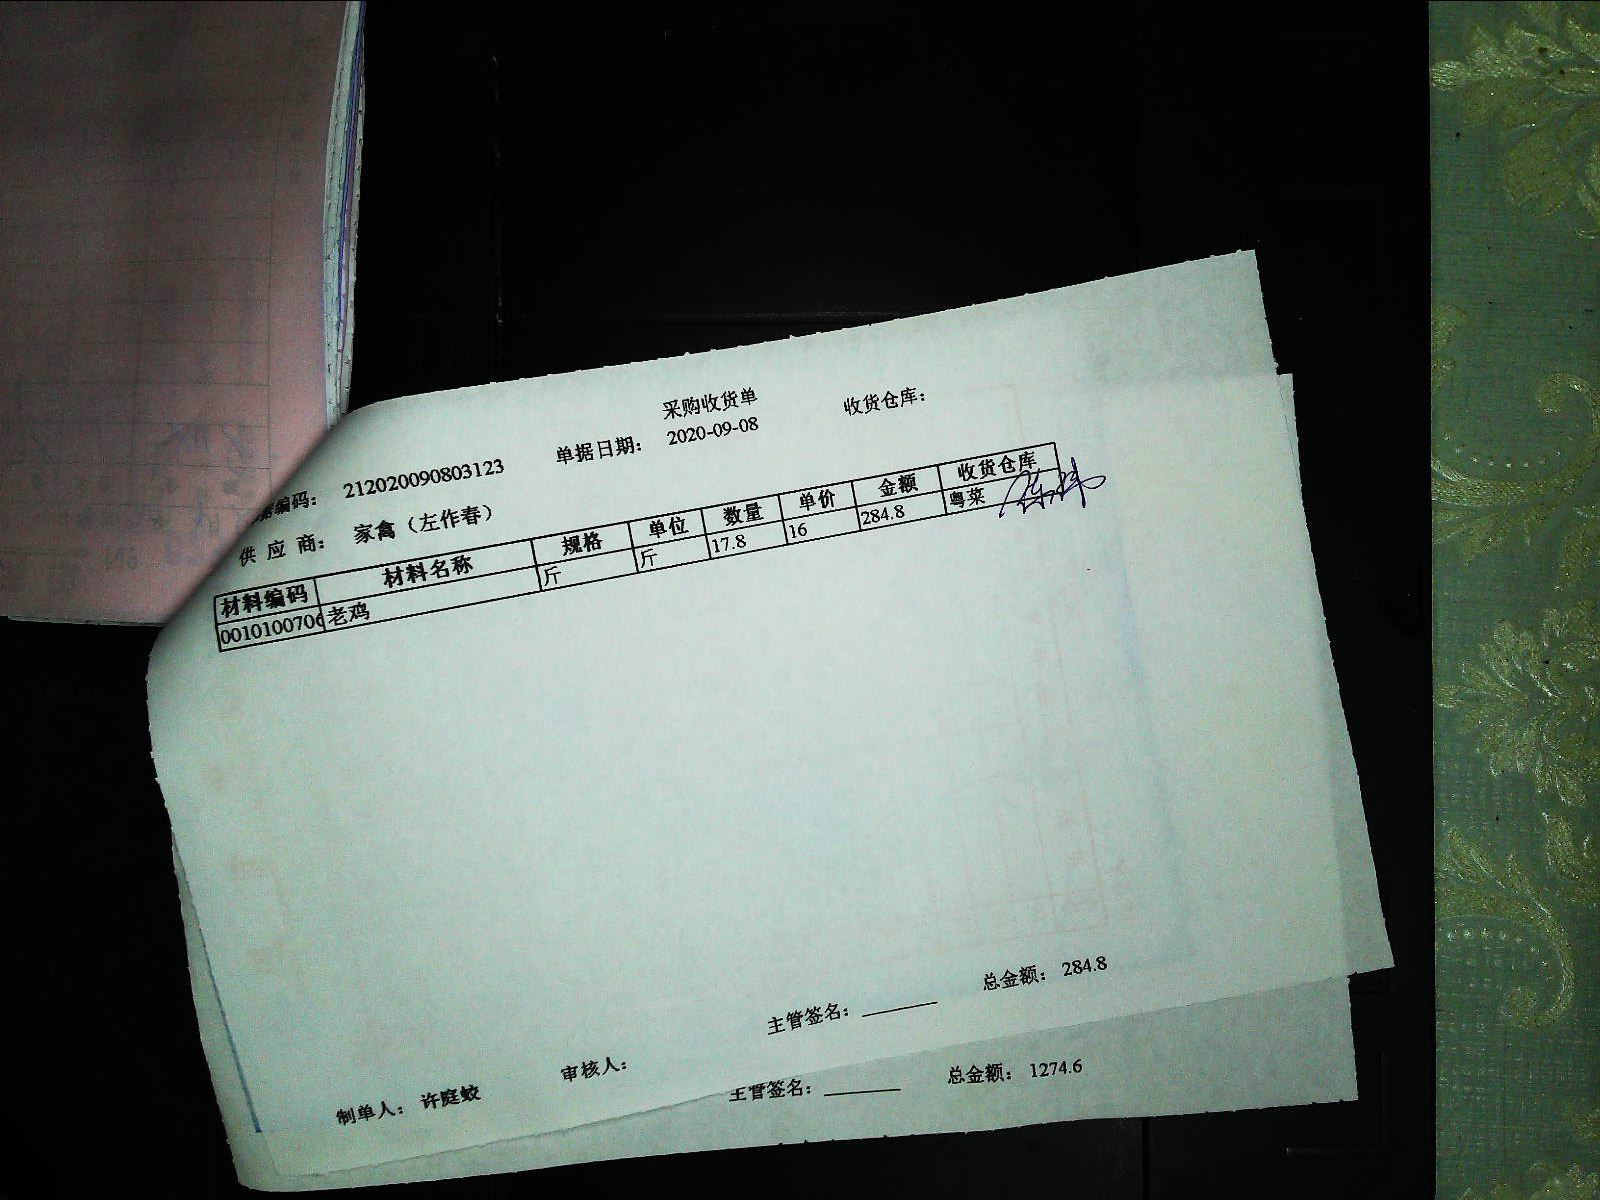 采购收货单
单据日期: 2020-09-08 收货仓库:
据编码: 212020090803123
供 应 商: 家禽（左作春）
材料编码 材料名称 规格 单位 数量 单价 金额 收货仓库
0010100706 老鸡 斤 斤 17.8 16 284.8 粤菜
主管签名: 总金额: 284.8
制单人: 许庭蛟 审核人:
主管签名: 总金额: 1274.6